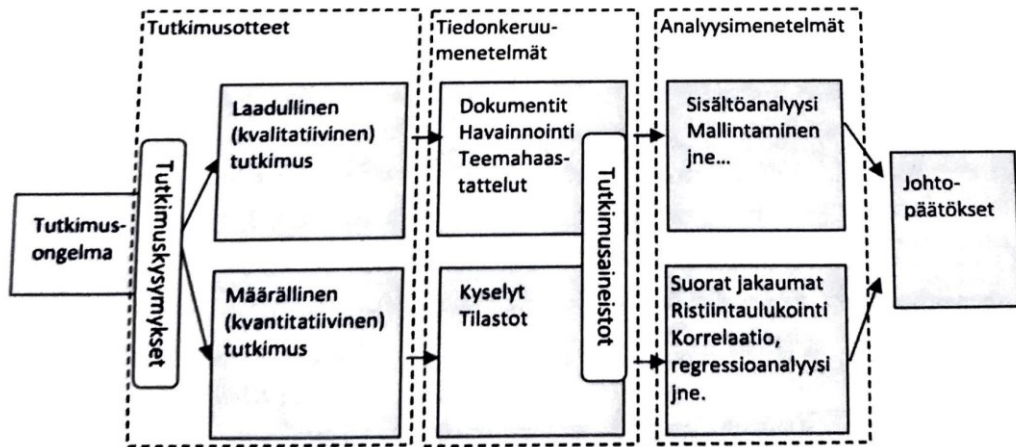 Tutkimusotteet
Tiedonkeruu-
menetelmät
Analyysimenetelmät
Tutkimus-
ongelma
Tutkimuskysymykset
Laadullinen
(kvalitatiivinen)
tutkimus
Määrällinen
(kvantitatiivinen)
tutkimus
Dokumentit
Havainnointi
Teemahaas-
tattelut
Kyselyt
Tilastot
Tutkimusaineistot
Sisältöanalyysi
Mallintaminen
jne...
Suorat jakaumat
Ristiintaulukointi
Korrelaatio,
regressioanalyysi
jne.
Johto-
päätökset